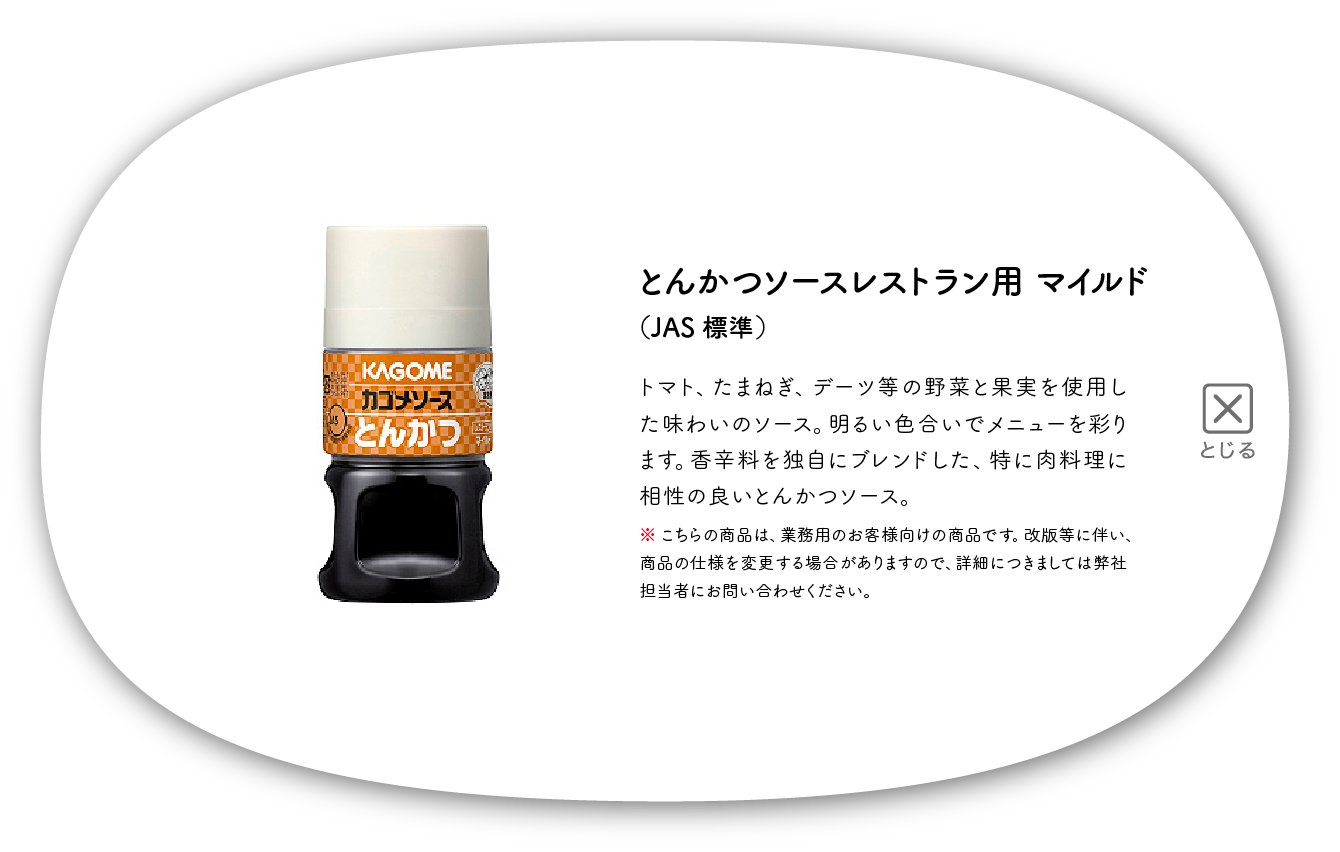 KAGOME
カゴメソース
とんかつ
とんかつソースレストラン用 マイルド
（JAS 標準）
トマト、たまねぎ、デーツ等の野菜と果実を使用し
た味わいのソース。明るい色合いでメニューを彩り
ます。香辛料を独自にブレンドした、特に肉料理に
相性の良いとんかつソース。
※ こちらの商品は、業務用のお客様向けの商品です。改版等に伴い、
商品の仕様を変更する場合がありますので、詳細につきましては弊社
担当者にお問い合わせください。
とじる